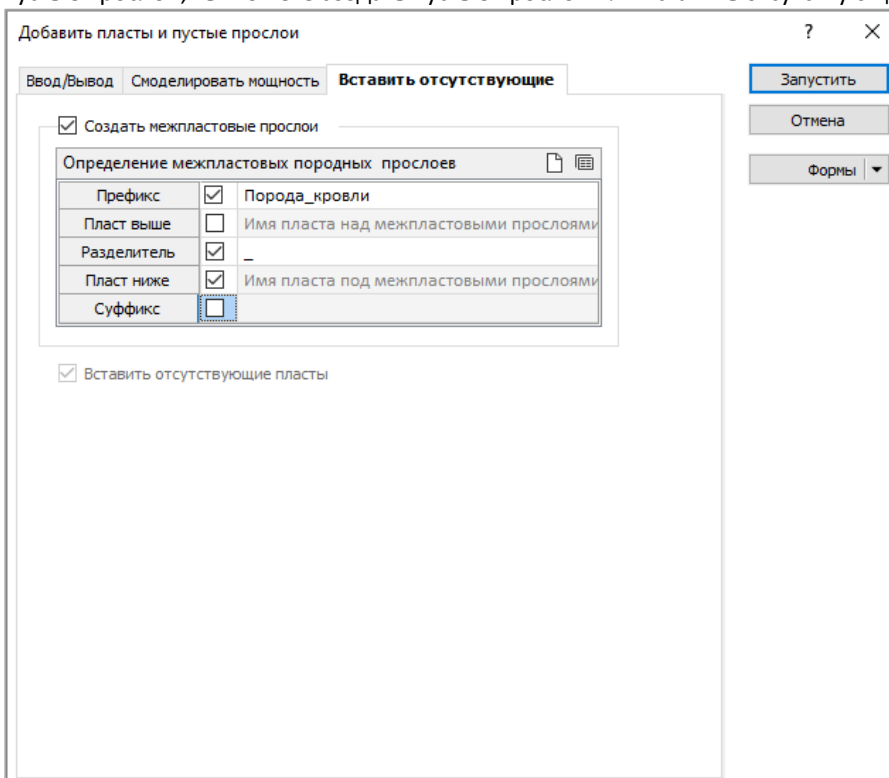 Добавить пласты и пустые прослои ? ×
Ввод/Вывод Смоделировать мощность Вставить отсутствующие
Запустить
Создать межпластовые прослои
Отмена
Определение межпластовых породных прослоев
Формы
Префикс Порода_кровли
Пласт выше Имя пласта над межпластовыми прослоями
Разделитель _
Пласт ниже Имя пласта под межпластовыми прослоями
Суффикс
Вставить отсутствующие пласты